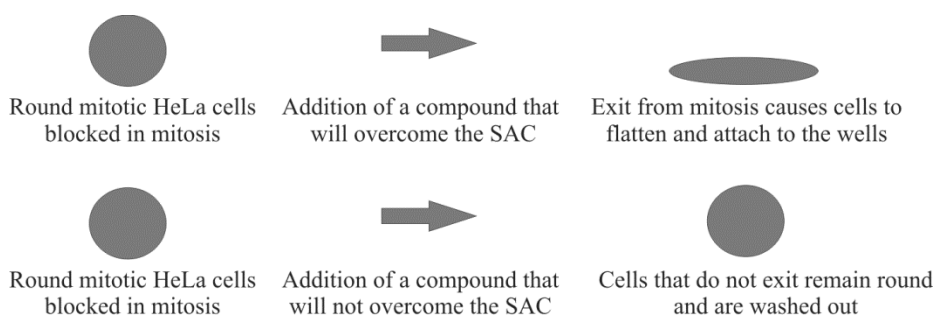 Round mitotic HeLa cells
blocked in mitosis
Addition of a compound that
will overcome the SAC
Exit from mitosis causes cells to
flatten and attach to the wells
Round mitotic HeLa cells
blocked in mitosis
Addition of a compound that
will not overcome the SAC
Cells that do not exit remain round
and are washed out